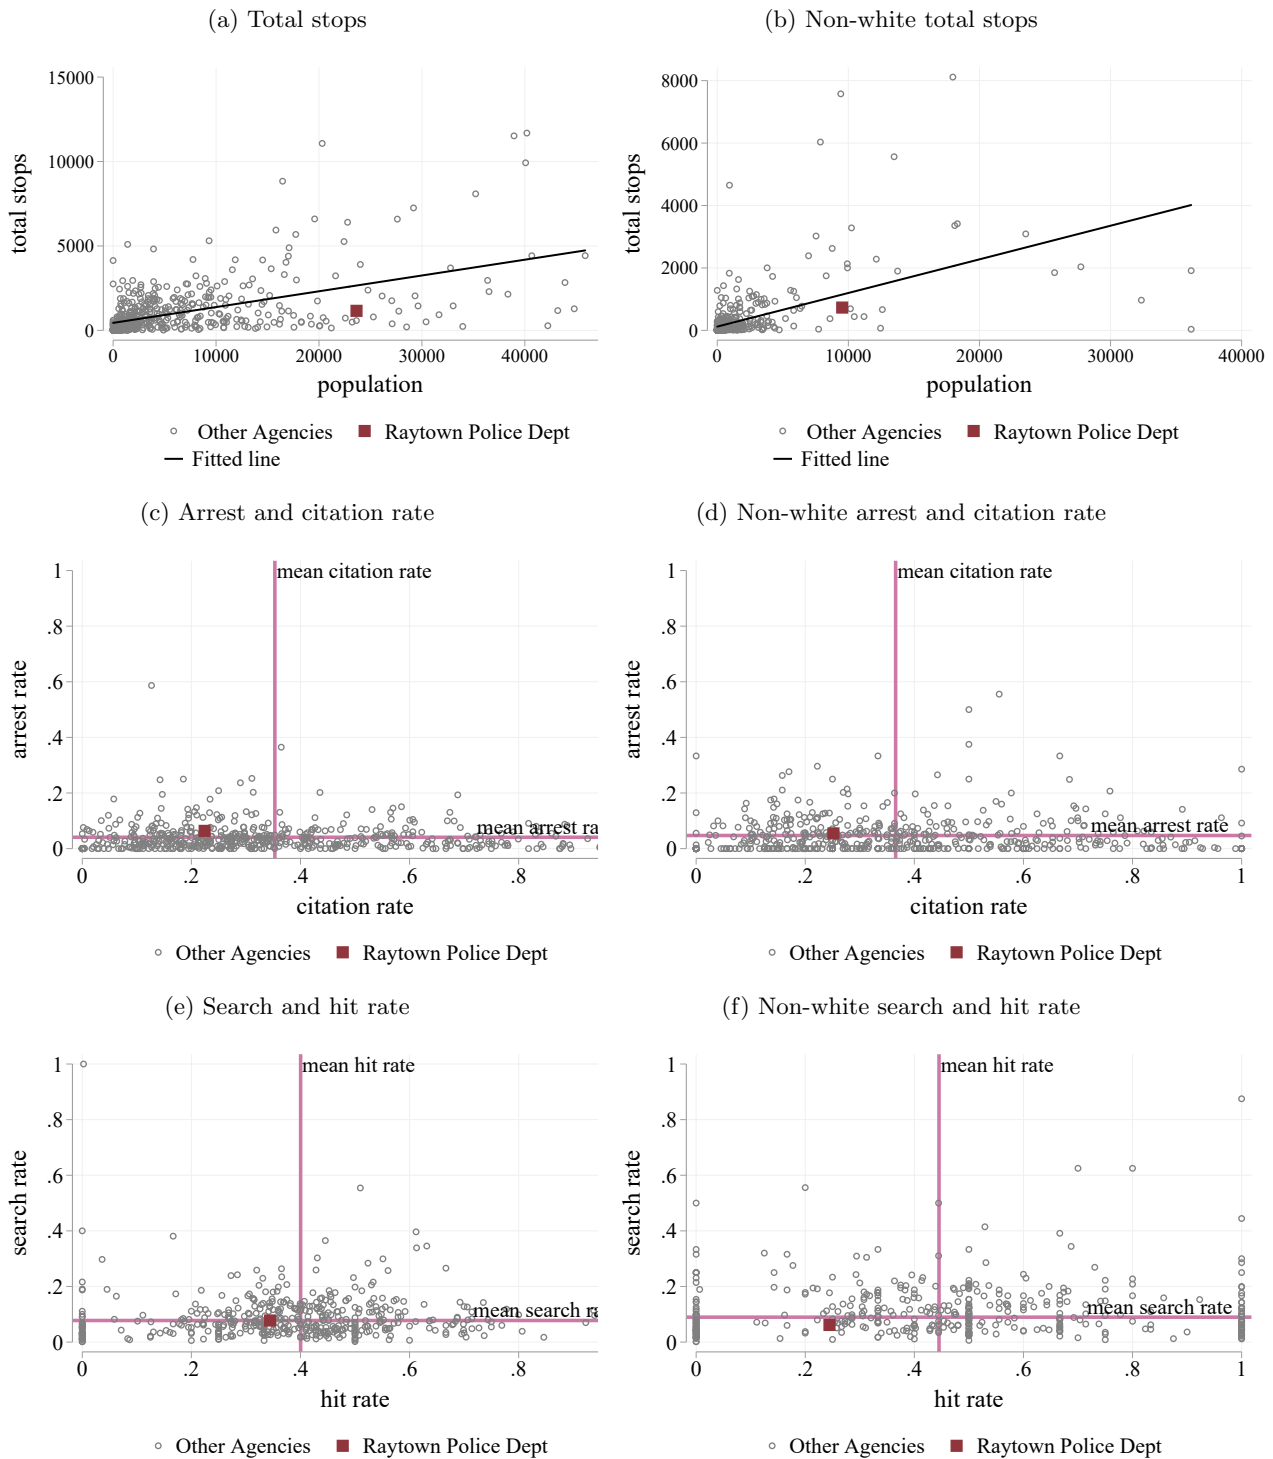 (a) Total stops
(b) Non-white total stops
total stops
15000
10000
5000
0
0 10000 20000 30000 40000
population
Other Agencies Raytown Police Dept
Fitted line
total stops
8000
6000
4000
2000
0
0 10000 20000 30000 40000
population
Other Agencies Raytown Police Dept
Fitted line
(c) Arrest and citation rate
(d) Non-white arrest and citation rate
arrest rate
1
.8
.6
.4
.2
0
mean citation rate
mean arrest ra
0 .2 .4 .6 .8
citation rate
Other Agencies Raytown Police Dept
arrest rate
1
.8
.6
.4
.2
0
mean citation rate
mean arrest rate
0 .2 .4 .6 .8 1
citation rate
Other Agencies Raytown Police Dept
(e) Search and hit rate
(f) Non-white search and hit rate
search rate
1
.8
.6
.4
.2
0
mean hit rate
mean search ra
0 .2 .4 .6 .8
hit rate
Other Agencies Raytown Police Dept
search rate
1
.8
.6
.4
.2
0
mean hit rate
mean search rate
0 .2 .4 .6 .8 1
hit rate
Other Agencies Raytown Police Dept